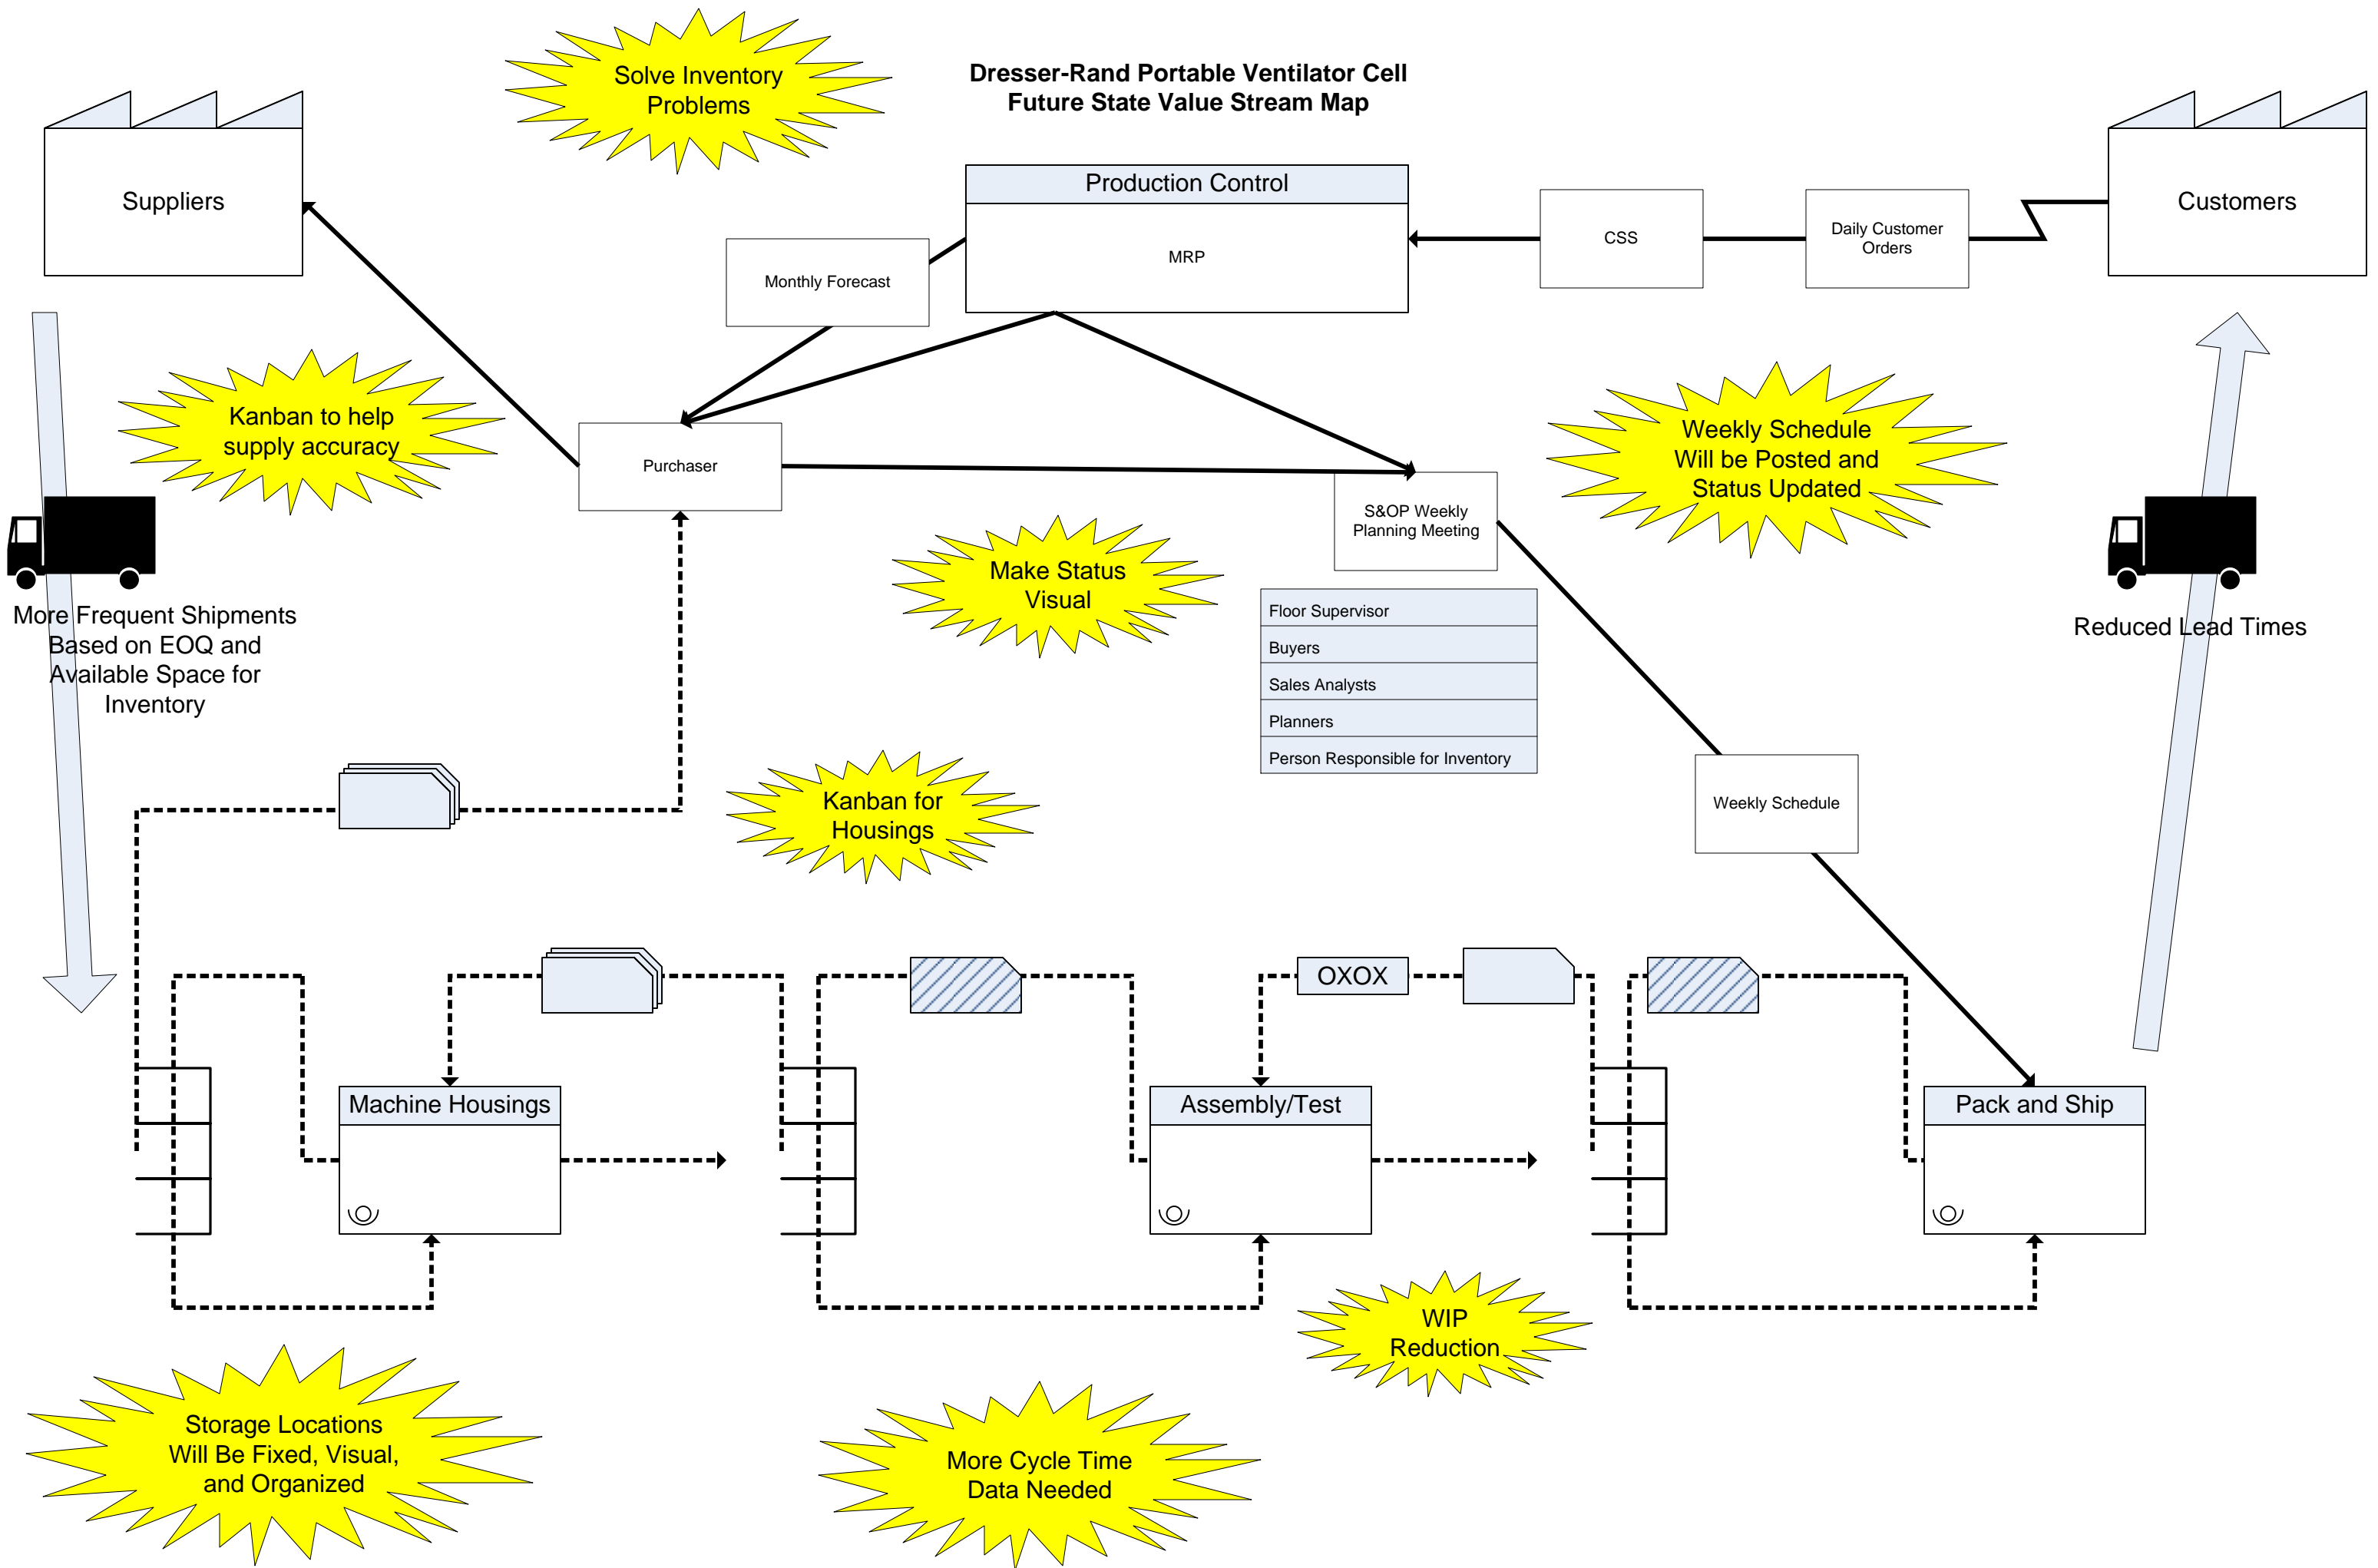 Solve Inventory
Problems
Dresser-Rand Portable Ventilator Cell
Future State Value Stream Map
Suppliers
Production Control
MRP
Monthly Forecast
CSS
Daily Customer
Orders
Customers
Kanban to help
supply accuracy
Purchaser
Weekly Schedule
Will be Posted and
Status Updated
S&OP Weekly
Planning Meeting
Make Status
Visual
More Frequent Shipments
Based on EOQ and
Available Space for
Inventory
Floor Supervisor
Buyers
Sales Analysts
Planners
Person Responsible for Inventory
Reduced Lead Times
Kanban for
Housings
Weekly Schedule
OXOX
Machine Housings
Assembly/Test
Pack and Ship
WIP
Reduction
Storage Locations
Will Be Fixed, Visual,
and Organized
More Cycle Time
Data Needed